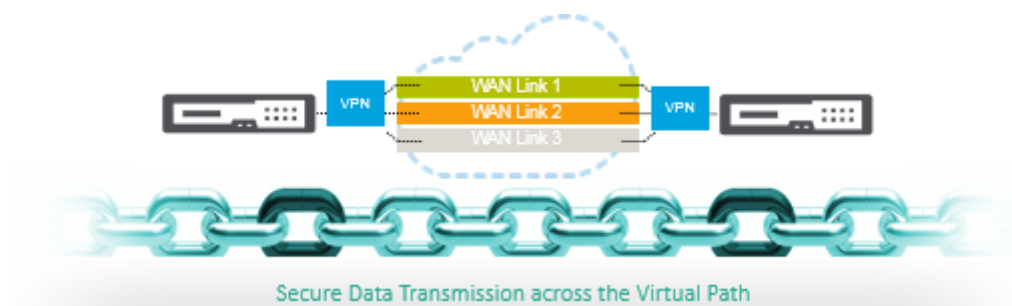 WAN Link 1
VPN
VPN
WAN Link 2
WAN Link 3
Secure Data Transmission across the Virtual Path